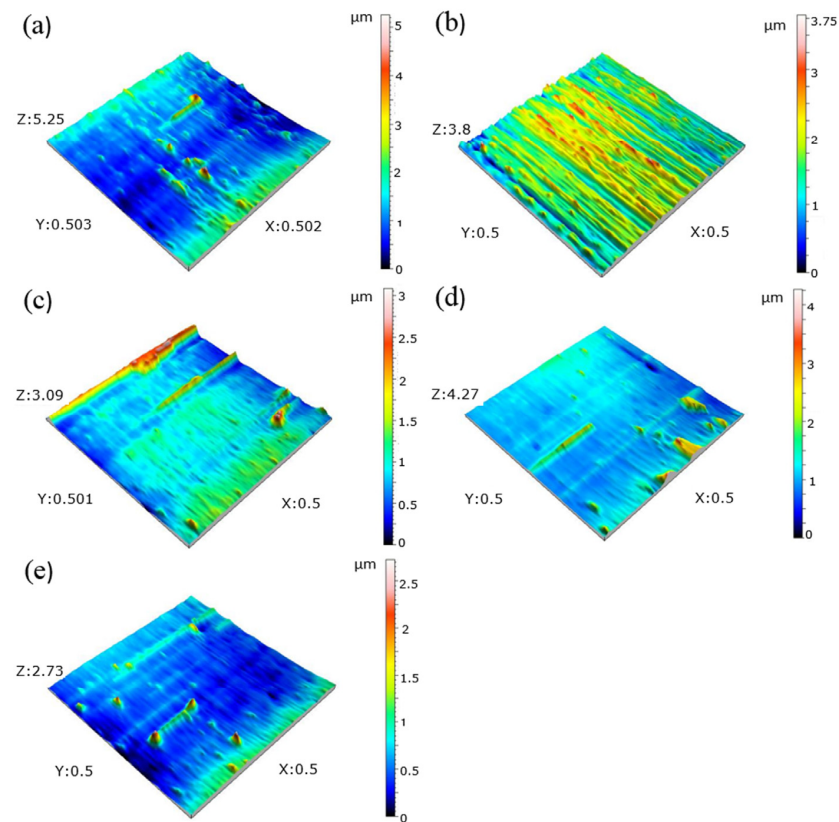 (a)
µm
5
4
3
2
1
0
Z:5.25
Y:0.503
X:0.502
(b)
µm
3.75
3
2
1
0
Z:3.8
Y:0.5
X:0.5
(c)
µm
3
2.5
2
1.5
1
0.5
0
Z:3.09
Y:0.501
X:0.5
(d)
µm
4
3
2
1
0
Z:4.27
Y:0.5
X:0.5
(e)
µm
2.5
2
1.5
1
0.5
0
Z:2.73
Y:0.5
X:0.5